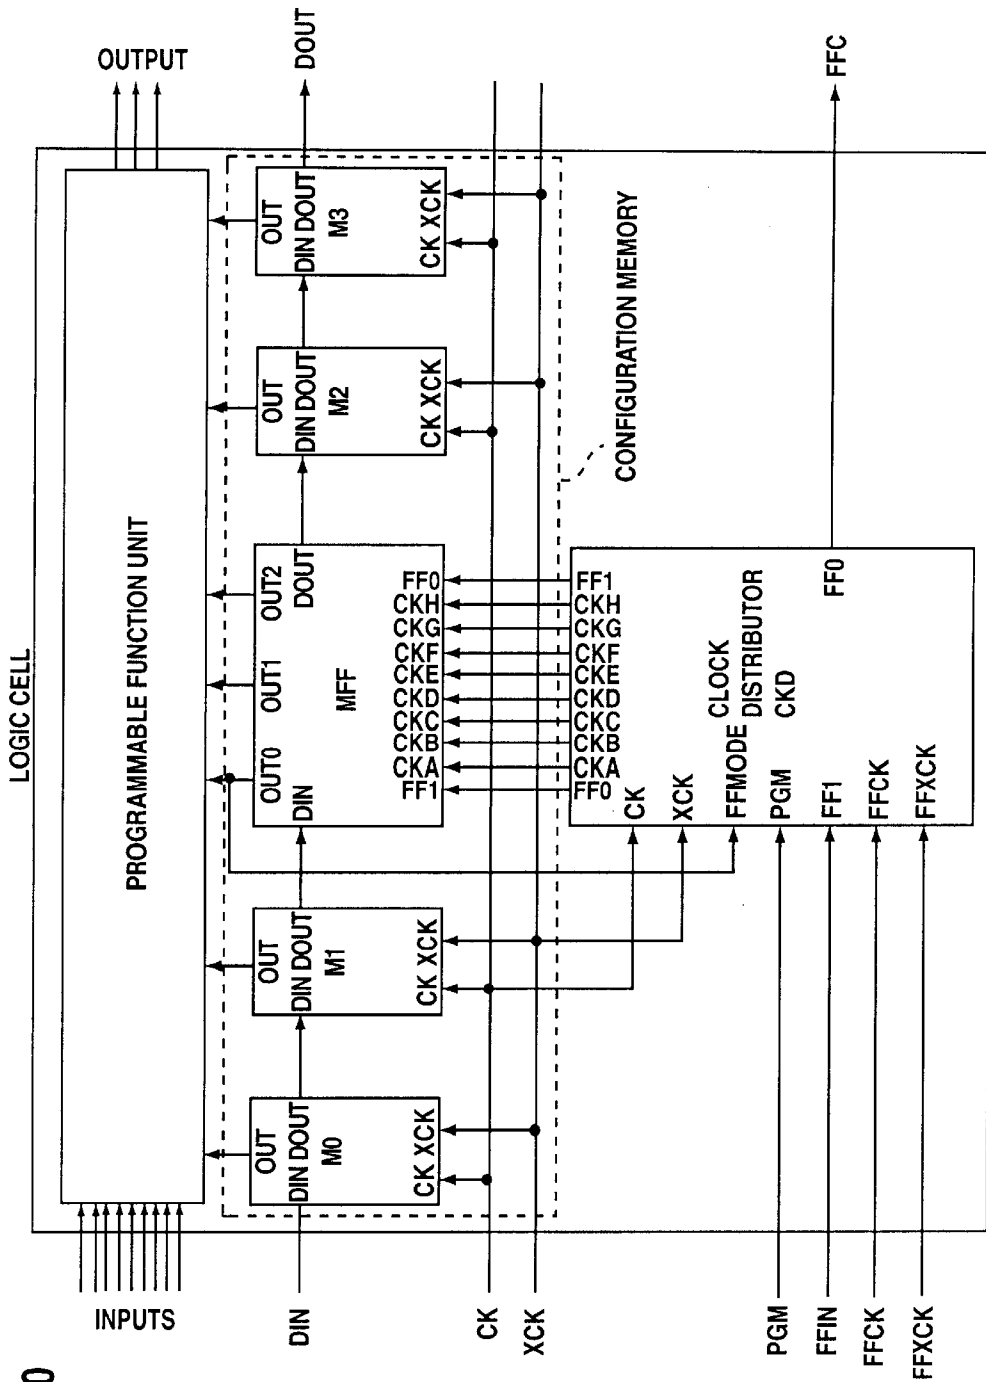 LOGIC CELL
INPUTS
PROGRAMMABLE FUNCTION UNIT
OUTPUT
OUT
DIN DOUT
M0
CK XCK
OUT
DIN DOUT
M1
CK XCK
OUT0
OUT1
OUT2
DIN
DOUT
MFF
FF1
CKA
CKB
CKC
CKD
CKE
CKF
CKG
CKH
FF0
OUT
DIN DOUT
M2
CK XCK
OUT
DIN DOUT
M3
CK XCK
DIN
DOUT
CK
XCK
CONFIGURATION MEMORY
FF0
CKA
CKB
CKC
CKD
CKE
CKF
CKG
CKH
FF1
CK
XCK
FFMODE
PGM
FF1
FFCK
FFXCK
CLOCK
DISTRIBUTOR
CKD
FF0
FFC
PGM
FFIN
FFCK
FFXCK